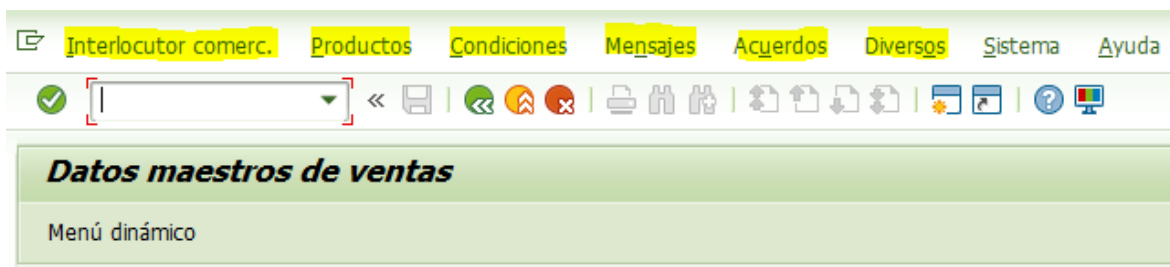 Interlocutor comerc. Productos Condiciones Mensajes Acuerdos Diversos Sistema Ayuda
Datos maestros de ventas
Menú dinámico